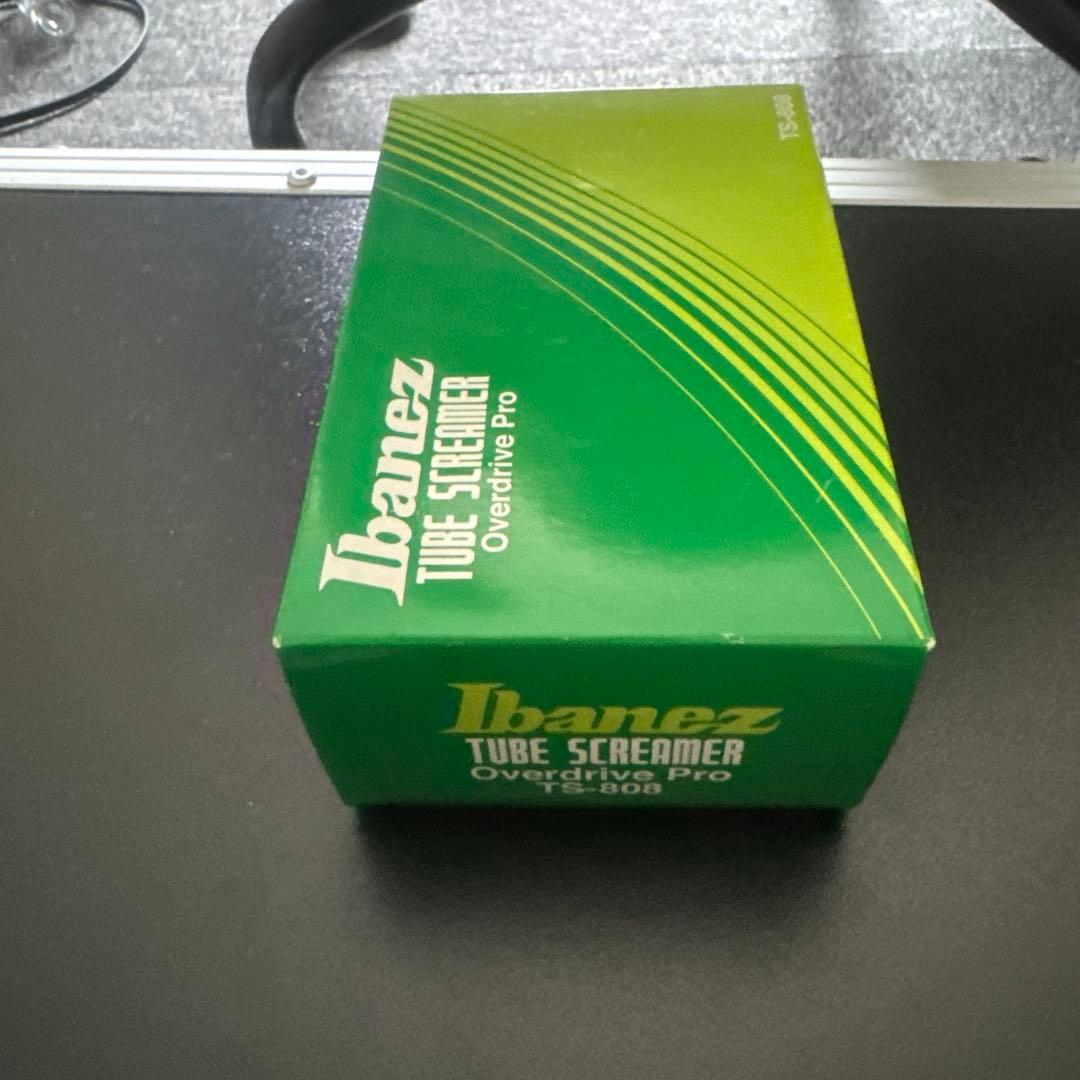 TS-808
Ibanez
TUBE SCREAMER
Overdrive Pro
Ibanez
TUBE SCREAMER
Overdrive Pro
TS-808